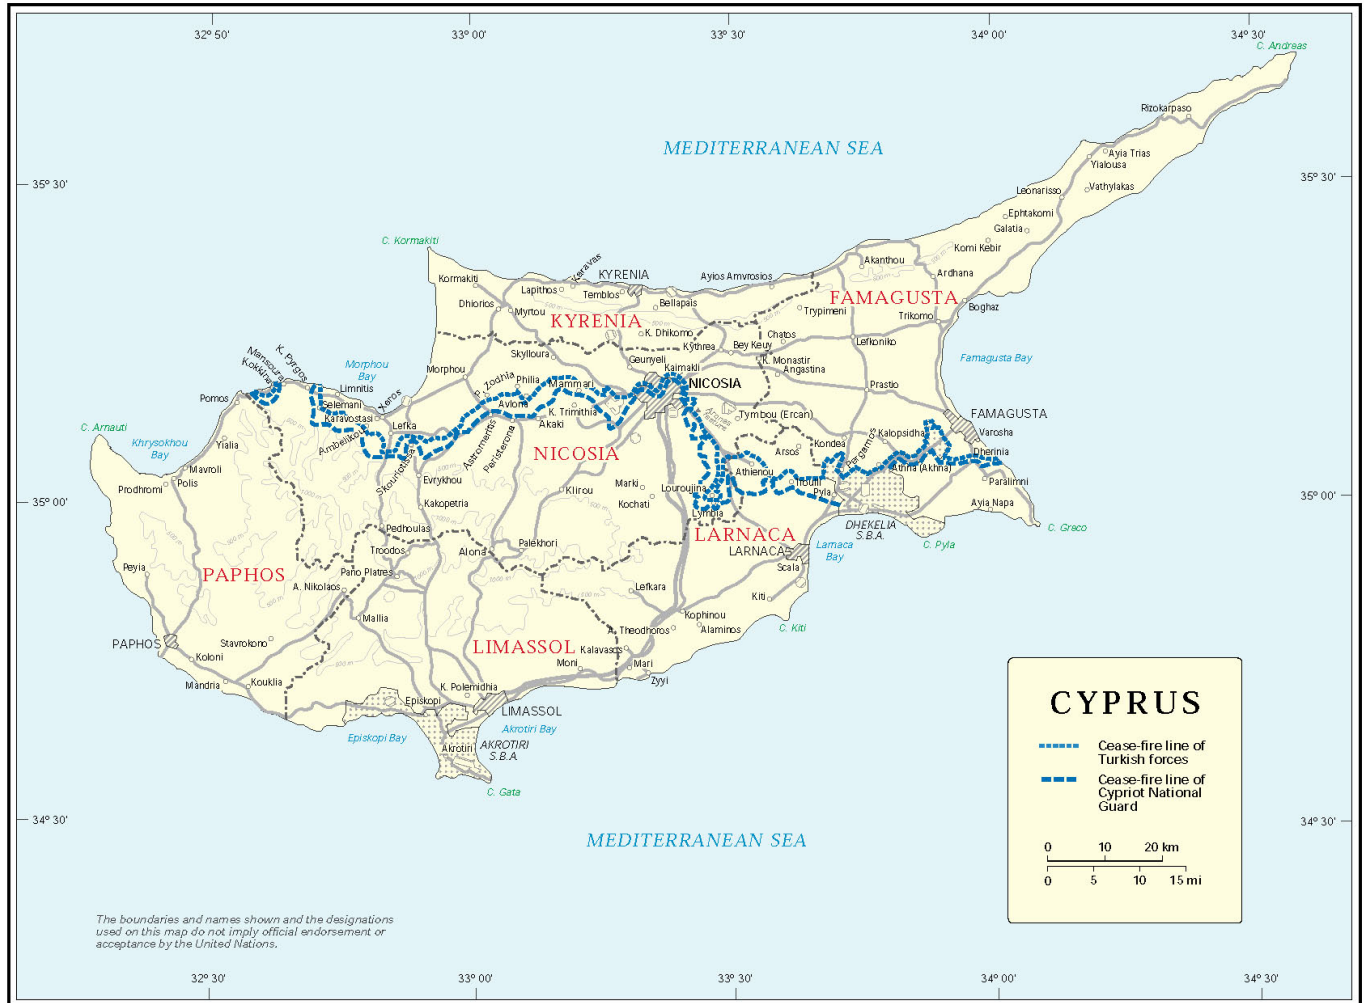 32° 50'
33° 00'
33° 30'
34° 00'
34° 30'
C. Andreas
Rizokarpaso
MEDITERRANEAN SEA
Ayia Trias
Yialousa
35° 30'
35° 30'
Leonarisso
Vathylakas
Ephtakomi
Galatia
Komi Kebir
C. Kormakiti
Akanthou
Ardhana
Kormakiti
Karavas
KYRENIA
Ayios Amvrosios
Lapithos
Temblos
Bellapais
FAMAGUSTA
Boghaz
Dhiorios
Myrtou
Trypimeni
Trikomo
KYRENIA
K. Dhikomo
Chatos
Lefkoniko
Kythrea
Bey Keuy
Skylloura
Geunyeli
K. Monastir
Famagusta Bay
Morphou
Bay
Morphou
Kaimakli
Angastina
Kokkina
Mansoura
K. Pyrgos
Limnitis
P. Zodhia
Philia
Mammari
NICOSIA
Prastio
Pomos
Selemani
Xeros
Avlona
K. Trimithia
Karavostasi
Akaki
Tymbou (Ercan)
FAMAGUSTA
C. Arnauti
Lefka
Varosha
Khrysokhou
Bay
Yialia
Ambelikou
Astromeritis
Peristerona
NICOSIA
Kondea
Arsos
Pergamos
Kalopsidha
Dherinia
Mavroli
Polis
Prodhromi
Skouriotissa
Evrykhou
Athienou
Athna (Akhna)
Paralimni
Klirou
Marki
Louroujina
Troulli
Pyla
35° 00'
35° 00'
Kakopetria
Kochati
Lymbia
Ayia Napa
C. Greco
Pedhoulas
LARNACA
DHEKELIA
S.B.A.
C. Pyla
Troodos
Alona
Palekhori
LARNACA
Larnaca
Bay
Peyia
PAPHOS
Pano Platres
Scala
A. Nikolaos
Lefkara
Kiti
Mallia
Kophinou
C. Kiti
PAPHOS
Stavrokono
A. Theodhoros
Alaminos
Koloni
LIMASSOL
Kalavasos
Moni
Mari
Mandria
Kouklia
Zyyi
K. Polemidhia
Episkopi
LIMASSOL
Episkopi Bay
Akrotiri Bay
Akrotiri
AKROTIRI
S.B.A.
C. Gata
CYPRUS
Cease-fire line of
Turkish forces
Cease-fire line of
Cypriot National
Guard
0 10 20 km
0 5 10 15 mi
34° 30'
34° 30'
MEDITERRANEAN SEA
The boundaries and names shown and the designations
used on this map do not imply official endorsement or
acceptance by the United Nations.
32° 30'
33° 00'
33° 30'
34° 00'
34° 30'